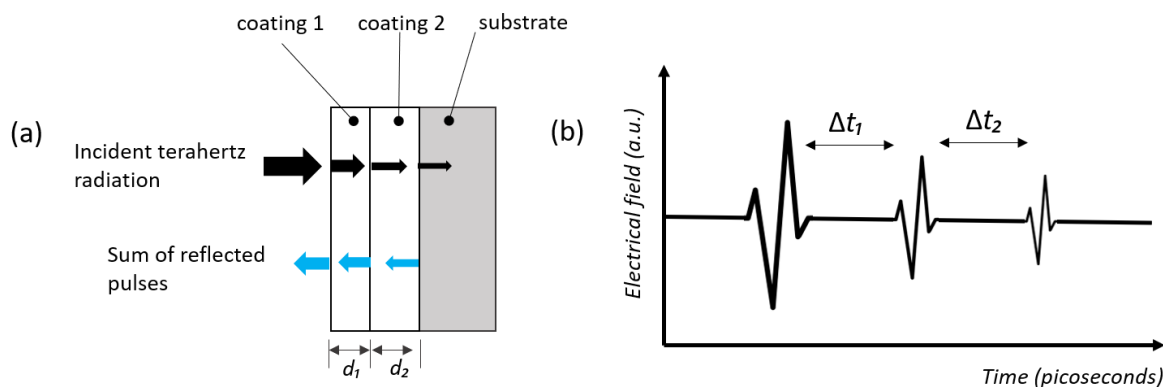 coating 1
coating 2
substrate
(a)
Incident terahertz
radiation
Sum of reflected
pulses
d₁
d₂
(b)
Electrical field (a.u.)
Δt₁
Δt₂
Time (picoseconds)